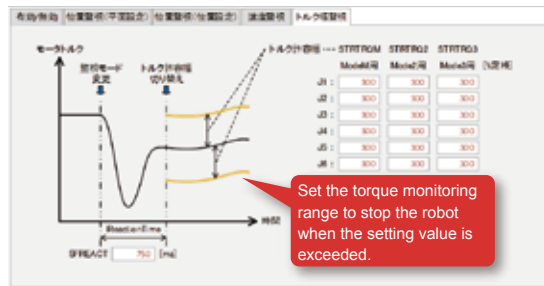 有効/無効 位置監視(平面設定) 位置監視(位置設定) 速度監視 トルク幅監視
モータトルク
監視モード
変更
トルク許容幅
切り替え
トルク許容幅 ---- STRTRQM STRTRQ2 STRTRQ3
ModeM用 Mode2用 Mode3用 [%定格]
J1 : 300 300 300
J2 : 300 300 300
J3 : 300 300 300
J4 : 300 300 300
J5 : 300 300 300
J6 : 300 300 300
時間
ReactionTime
SFREACT 750 [ms]
Set the torque monitoring
range to stop the robot
when the setting value is
exceeded.